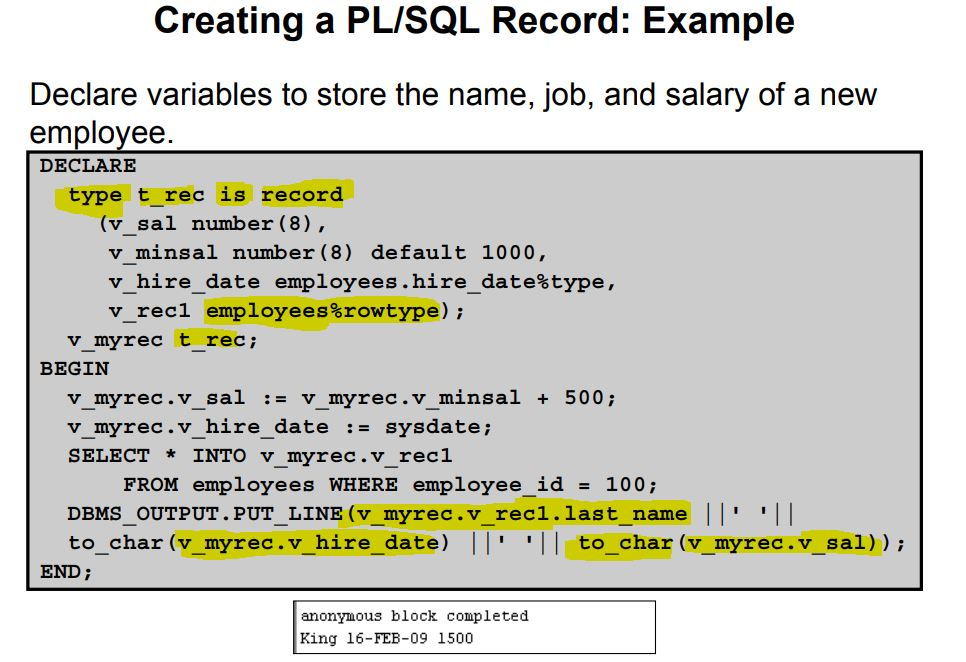 Creating a PL/SQL Record: Example
Declare variables to store the name, job, and salary of a new
employee.
DECLARE
type t_rec is record
(v_sal number(8),
v_minsal number(8) default 1000,
v_hire_date employees.hire_date%type,
v_rec1 employees%rowtype);
v_myrec t_rec;
BEGIN
v_myrec.v_sal := v_myrec.v_minsal + 500;
v_myrec.v_hire_date := sysdate;
SELECT * INTO v_myrec.v_rec1
FROM employees WHERE employee_id = 100;
DBMS_OUTPUT.PUT_LINE(v_myrec.v_rec1.last_name ||' '||
to_char(v_myrec.v_hire_date) ||' '|| to_char(v_myrec.v_sal));
END;
anonymous block completed
King 16-FEB-09 1500